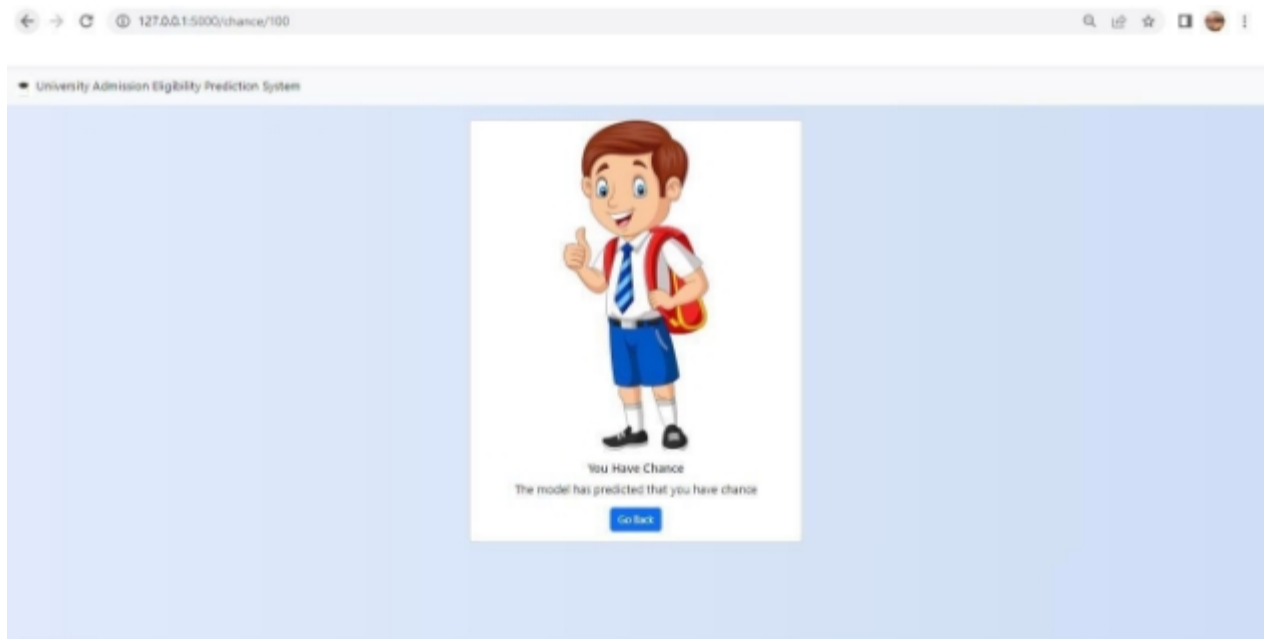 127.0.0.1:5000/chance/100
University Admission Eligibility Prediction System
You Have Chance
The model has predicted that you have chance
Go Back